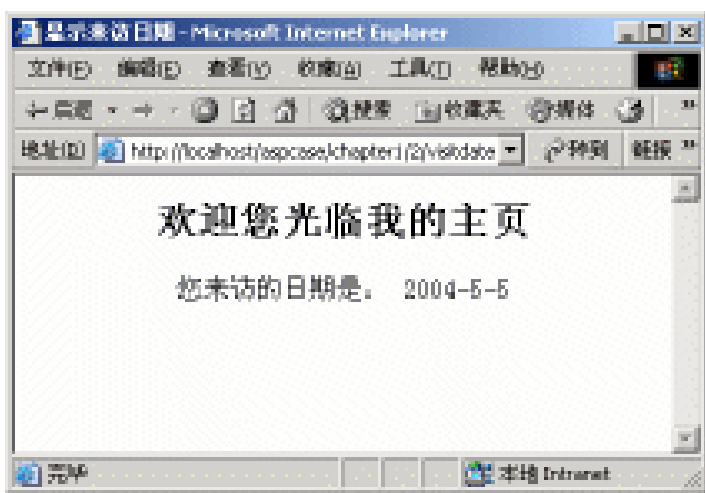 显示来访日期 - Microsoft Internet Explorer
文件(F) 编辑(E) 查看(V) 收藏(A) 工具(T) 帮助(H)
后退 搜索 收藏夹 媒体 »
地址(D) http://localhost/aspcase/chapter1/2/visitdate 转到 链接 »
欢迎您光临我的主页
您来访的日期是: 2004-5-5
完毕 本地 Intranet